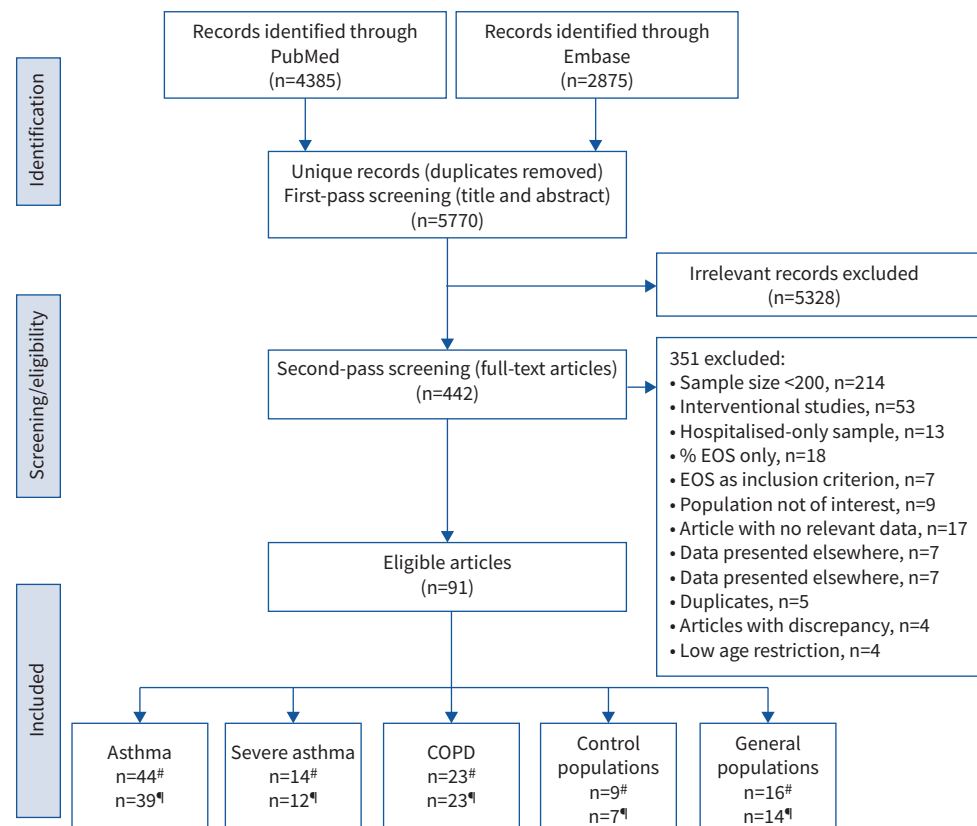 Records identified through
PubMed
(n=4385)
Records identified through
Embase
(n=2875)
Identification
Unique records (duplicates removed)
First-pass screening (title and abstract)
(n=5770)
Irrelevant records excluded
(n=5328)
Screening/eligibility
Second-pass screening (full-text articles)
(n=442)
351 excluded:
• Sample size <200, n=214
• Interventional studies, n=53
• Hospitalised-only sample, n=13
• % EOS only, n=18
• EOS as inclusion criterion, n=7
• Population not of interest, n=9
• Article with no relevant data, n=17
• Data presented elsewhere, n=7
• Data presented elsewhere, n=7
• Duplicates, n=5
• Articles with discrepancy, n=4
• Low age restriction, n=4
Eligible articles
(n=91)
Included
Asthma
n=44#
n=39¶
Severe asthma
n=14#
n=12¶
COPD
n=23#
n=23¶
Control
populations
n=9#
n=7¶
General
populations
n=16#
n=14¶